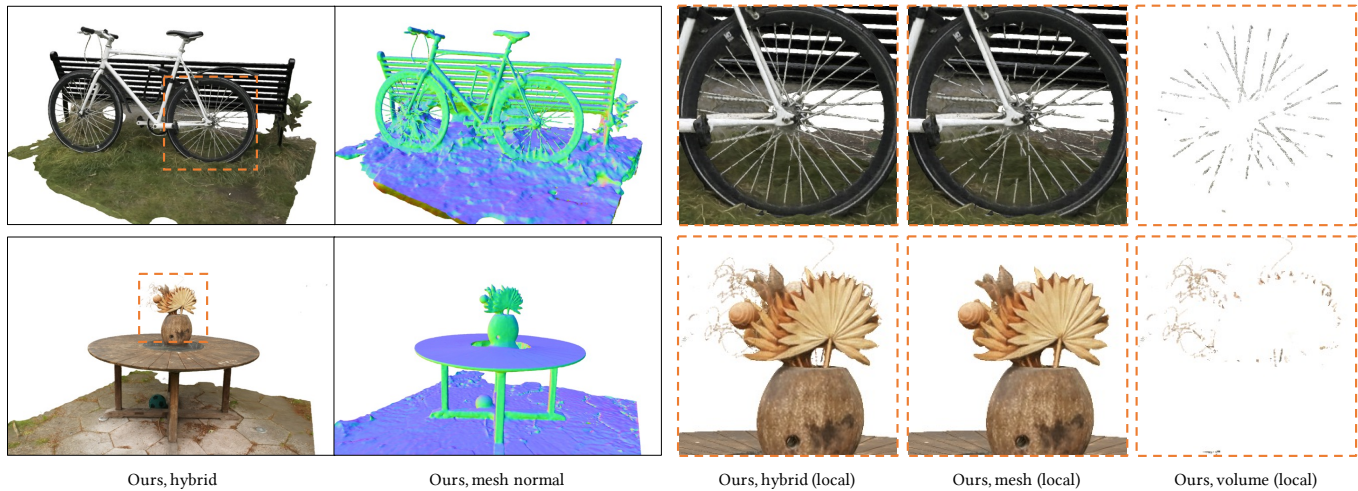 Ours, hybrid
Ours, mesh normal
Ours, hybrid (local)
Ours, mesh (local)
Ours, volume (local)